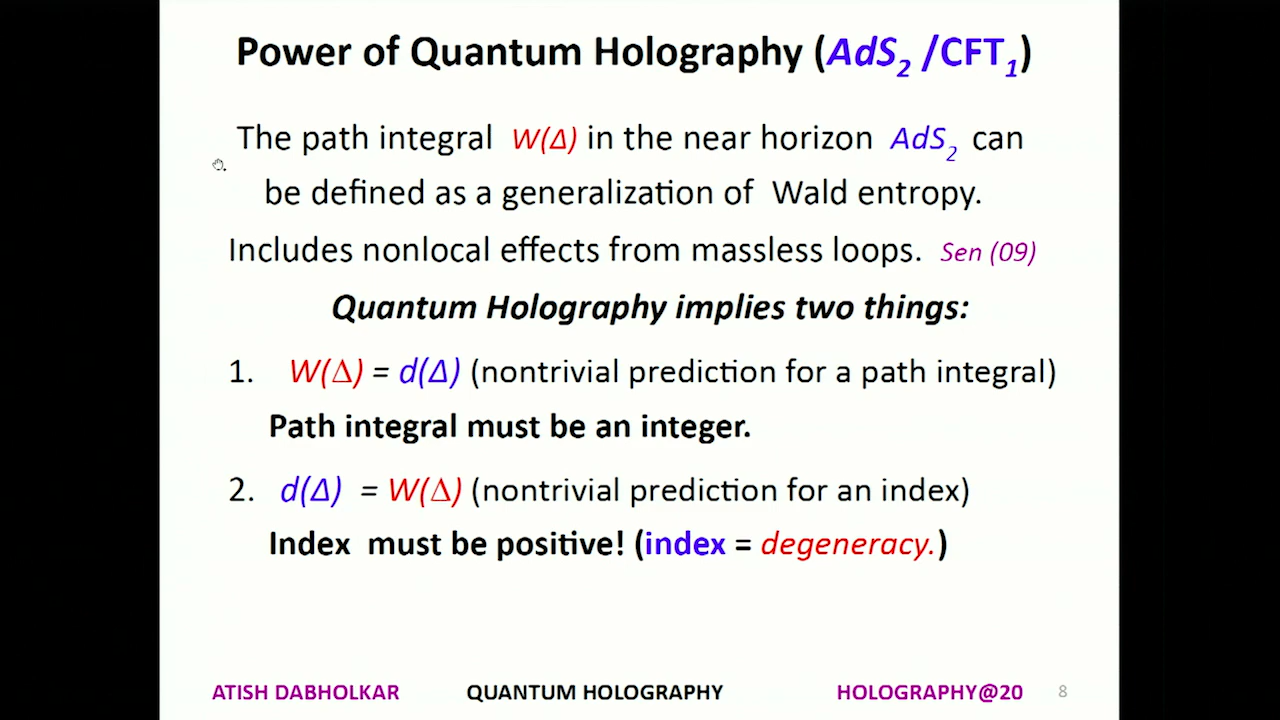 Power of Quantum Holography (AdS₂ /CFT₁)
The path integral W(Δ) in the near horizon AdS₂ can
be defined as a generalization of Wald entropy.
Includes nonlocal effects from massless loops. Sen (09)
Quantum Holography implies two things:
1. W(Δ) = d(Δ) (nontrivial prediction for a path integral)
Path integral must be an integer.
2. d(Δ) = W(Δ) (nontrivial prediction for an index)
Index must be positive! (index = degeneracy.)
ATISH DABHOLKAR QUANTUM HOLOGRAPHY HOLOGRAPHY@20 8